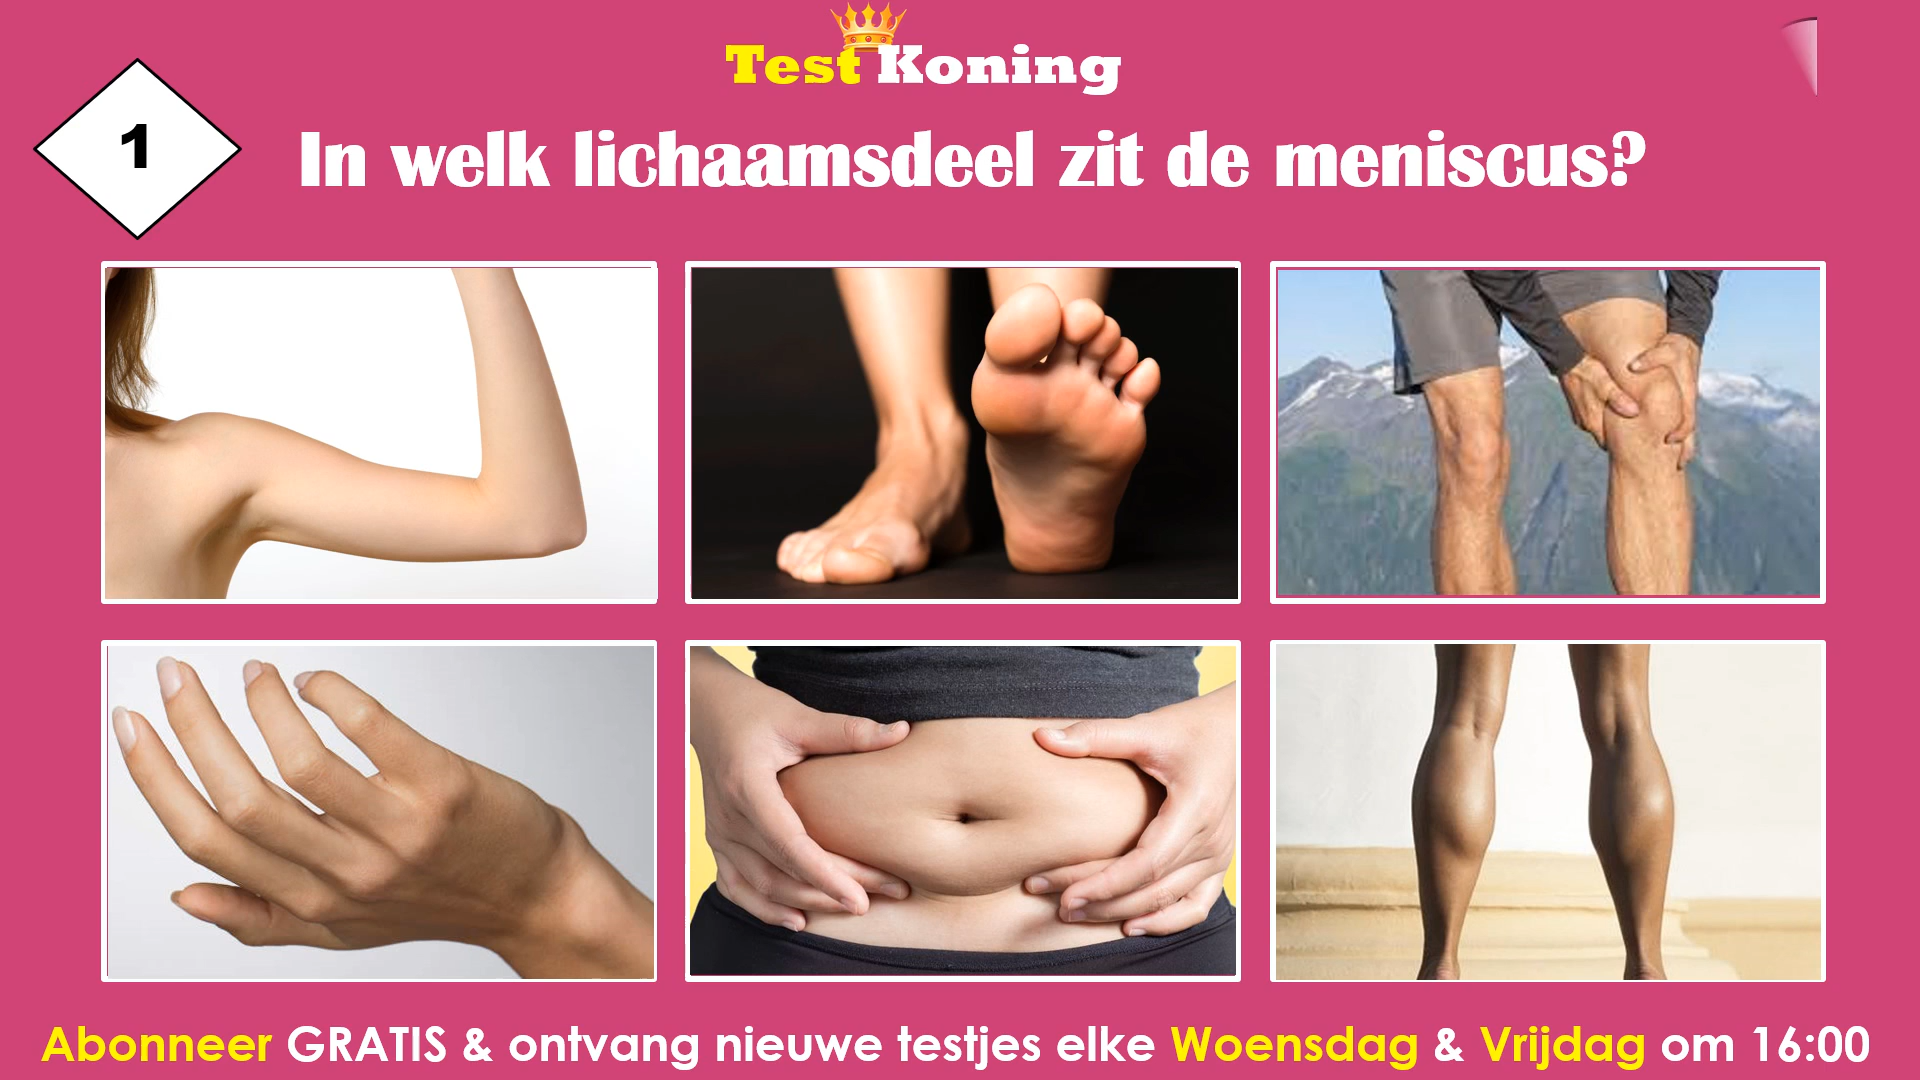 Test Koning
1
In welk lichaamsdeel zit de meniscus?
Abonneer GRATIS & ontvang nieuwe testjes elke Woensdag & Vrijdag om 16:00